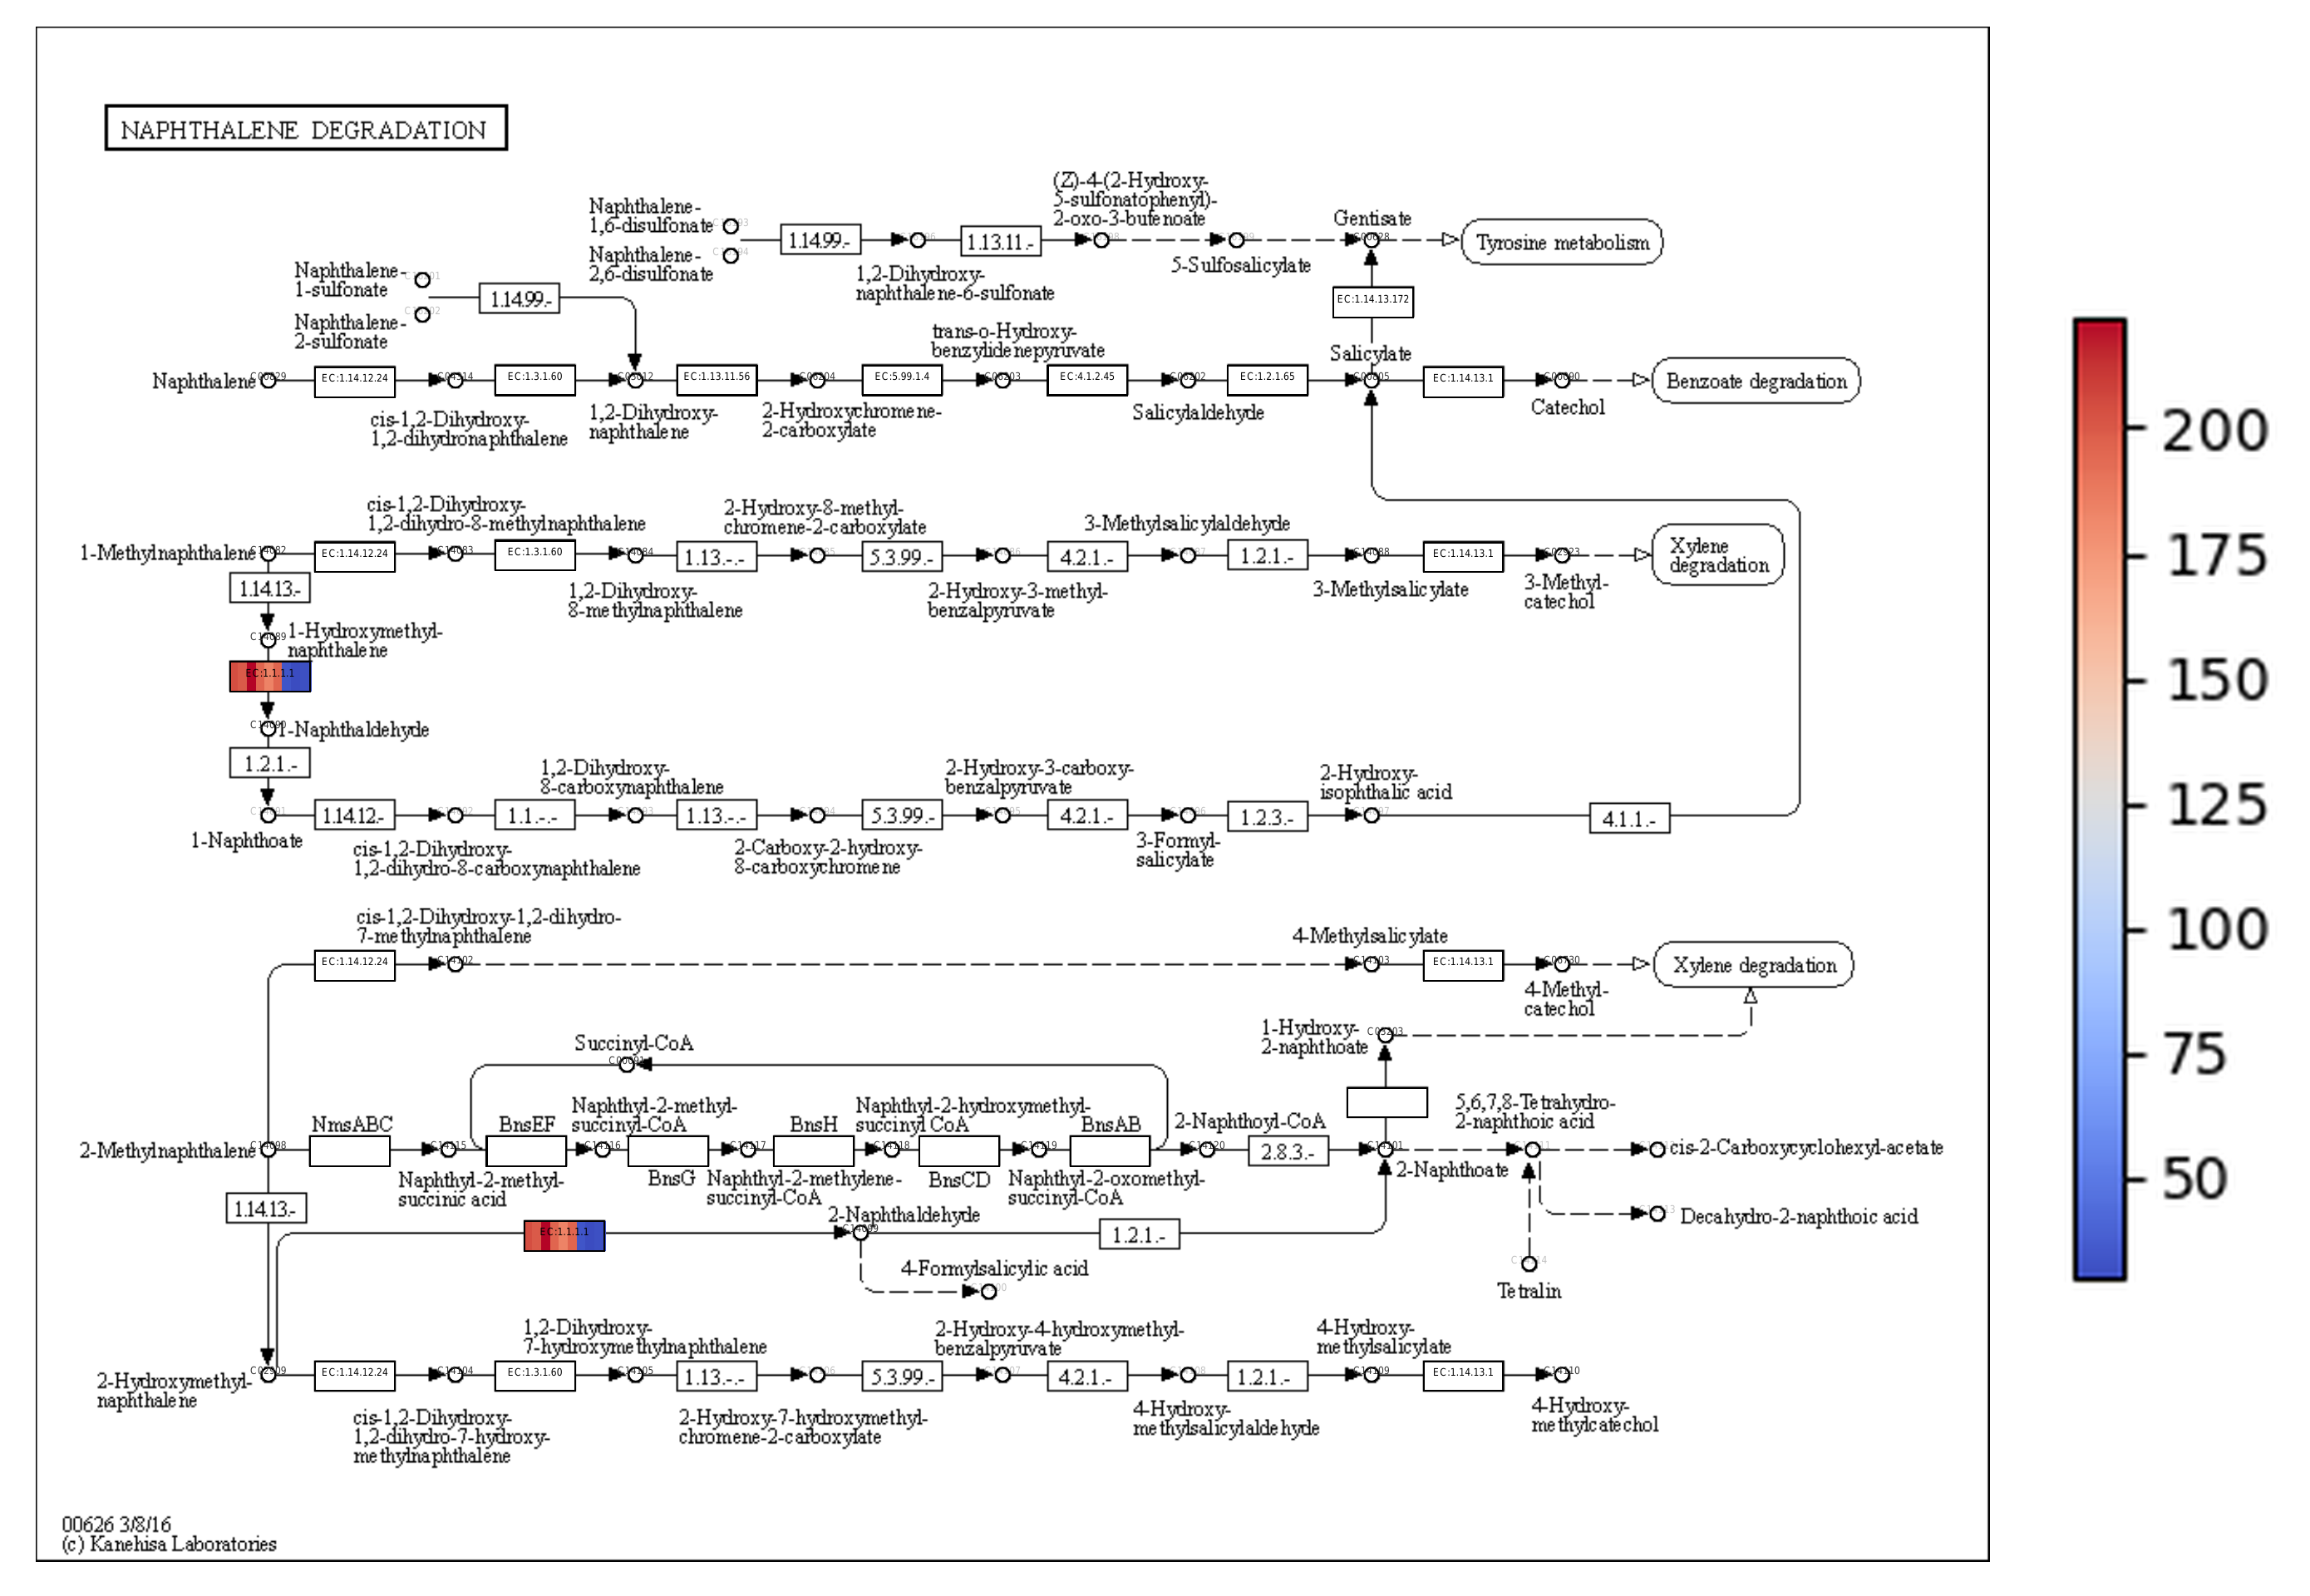 NAPHTHALENE DEGRADATION
(Z)-4-(2-Hydroxy-
5-sulfonatophenyl)-
2-oxo-3-butenoate
Naphthalene-
1,6-disulfonate
Naphthalene-
2,6-disulfonate
1.14.99.-
1.13.11.-
Gentisate
Tyrosine metabolism
1,2-Dihydroxy-
naphthalene-6-sulfonate
5-Sulfosalicylate
Naphthalene-
1-sulfonate
Naphthalene-
2-sulfonate
1.14.99.-
EC:1.14.13.172
trans-o-Hydroxy-
benzylidenepyruvate
Salicylate
Naphthalene
EC:1.14.12.24
EC:1.3.1.60
EC:1.13.11.56
EC:5.99.1.4
EC:4.1.2.45
EC:1.2.1.65
EC:1.14.13.1
Benzoate degradation
cis-1,2-Dihydroxy-
1,2-dihydronaphthalene
1,2-Dihydroxy-
naphthalene
2-Hydroxychromene-
2-carboxylate
Salicylaldehyde
Catechol
cis-1,2-Dihydroxy-
1,2-dihydro-8-methylnaphthalene
2-Hydroxy-8-methyl-
chromene-2-carboxylate
3-Methylsalicylaldehyde
1-Methylnaphthalene
EC:1.14.12.24
EC:1.3.1.60
1.13.-.-
5.3.99.-
4.2.1.-
1.2.1.-
EC:1.14.13.1
Xylene
degradation
1.14.13.-
1,2-Dihydroxy-
8-methylnaphthalene
2-Hydroxy-3-methyl-
benzalpyruvate
3-Methylsalicylate
3-Methyl-
catechol
1-Hydroxymethyl-
naphthalene
EC:1.1.1.1
1-Naphthaldehyde
1.2.1.-
1,2-Dihydroxy-
8-carboxynaphthalene
2-Hydroxy-3-carboxy-
benzalpyruvate
2-Hydroxy-
isophthalic acid
1.14.12.-
1.1.-.-
1.13.-.-
5.3.99.-
4.2.1.-
1.2.3.-
4.1.1.-
1-Naphthoate
cis-1,2-Dihydroxy-
1,2-dihydro-8-carboxynaphthalene
2-Carboxy-2-hydroxy-
8-carboxychromene
3-Formyl-
salicylate
cis-1,2-Dihydroxy-1,2-dihydro-
7-methylnaphthalene
4-Methylsalicylate
EC:1.14.12.24
EC:1.14.13.1
Xylene degradation
4-Methyl-
catechol
Succinyl-CoA
1-Hydroxy-
2-naphthoate
NmsABC
BnsEF
Naphthyl-2-methyl-
succinyl-CoA
BnsH
Naphthyl-2-hydroxymethyl-
succinyl CoA
BnsAB
2-Naphthoyl-CoA
5,6,7,8-Tetrahydro-
2-naphthoic acid
2-Methylnaphthalene
2.8.3.-
cis-2-Carboxycyclohexyl-acetate
Naphthyl-2-methyl-
succinic acid
BnsG
Naphthyl-2-methylene-
succinyl-CoA
BnsCD
Naphthyl-2-oxomethyl-
succinyl-CoA
2-Naphthoate
1.14.13.-
EC:1.1.1.1
2-Naphthaldehyde
1.2.1.-
Decahydro-2-naphthoic acid
4-Formylsalicylic acid
Tetralin
1,2-Dihydroxy-
7-hydroxymethylnaphthalene
2-Hydroxy-4-hydroxymethyl-
benzalpyruvate
4-Hydroxy-
methylsalicylate
2-Hydroxymethyl-
naphthalene
EC:1.14.12.24
EC:1.3.1.60
1.13.-.-
5.3.99.-
4.2.1.-
1.2.1.-
EC:1.14.13.1
cis-1,2-Dihydroxy-
1,2-dihydro-7-hydroxy-
methylnaphthalene
2-Hydroxy-7-hydroxymethyl-
chromene-2-carboxylate
4-Hydroxy-
methylsalicylaldehyde
4-Hydroxy-
methylcatechol
00626 3/8/16
(c) Kanehisa Laboratories
200
175
150
125
100
75
50